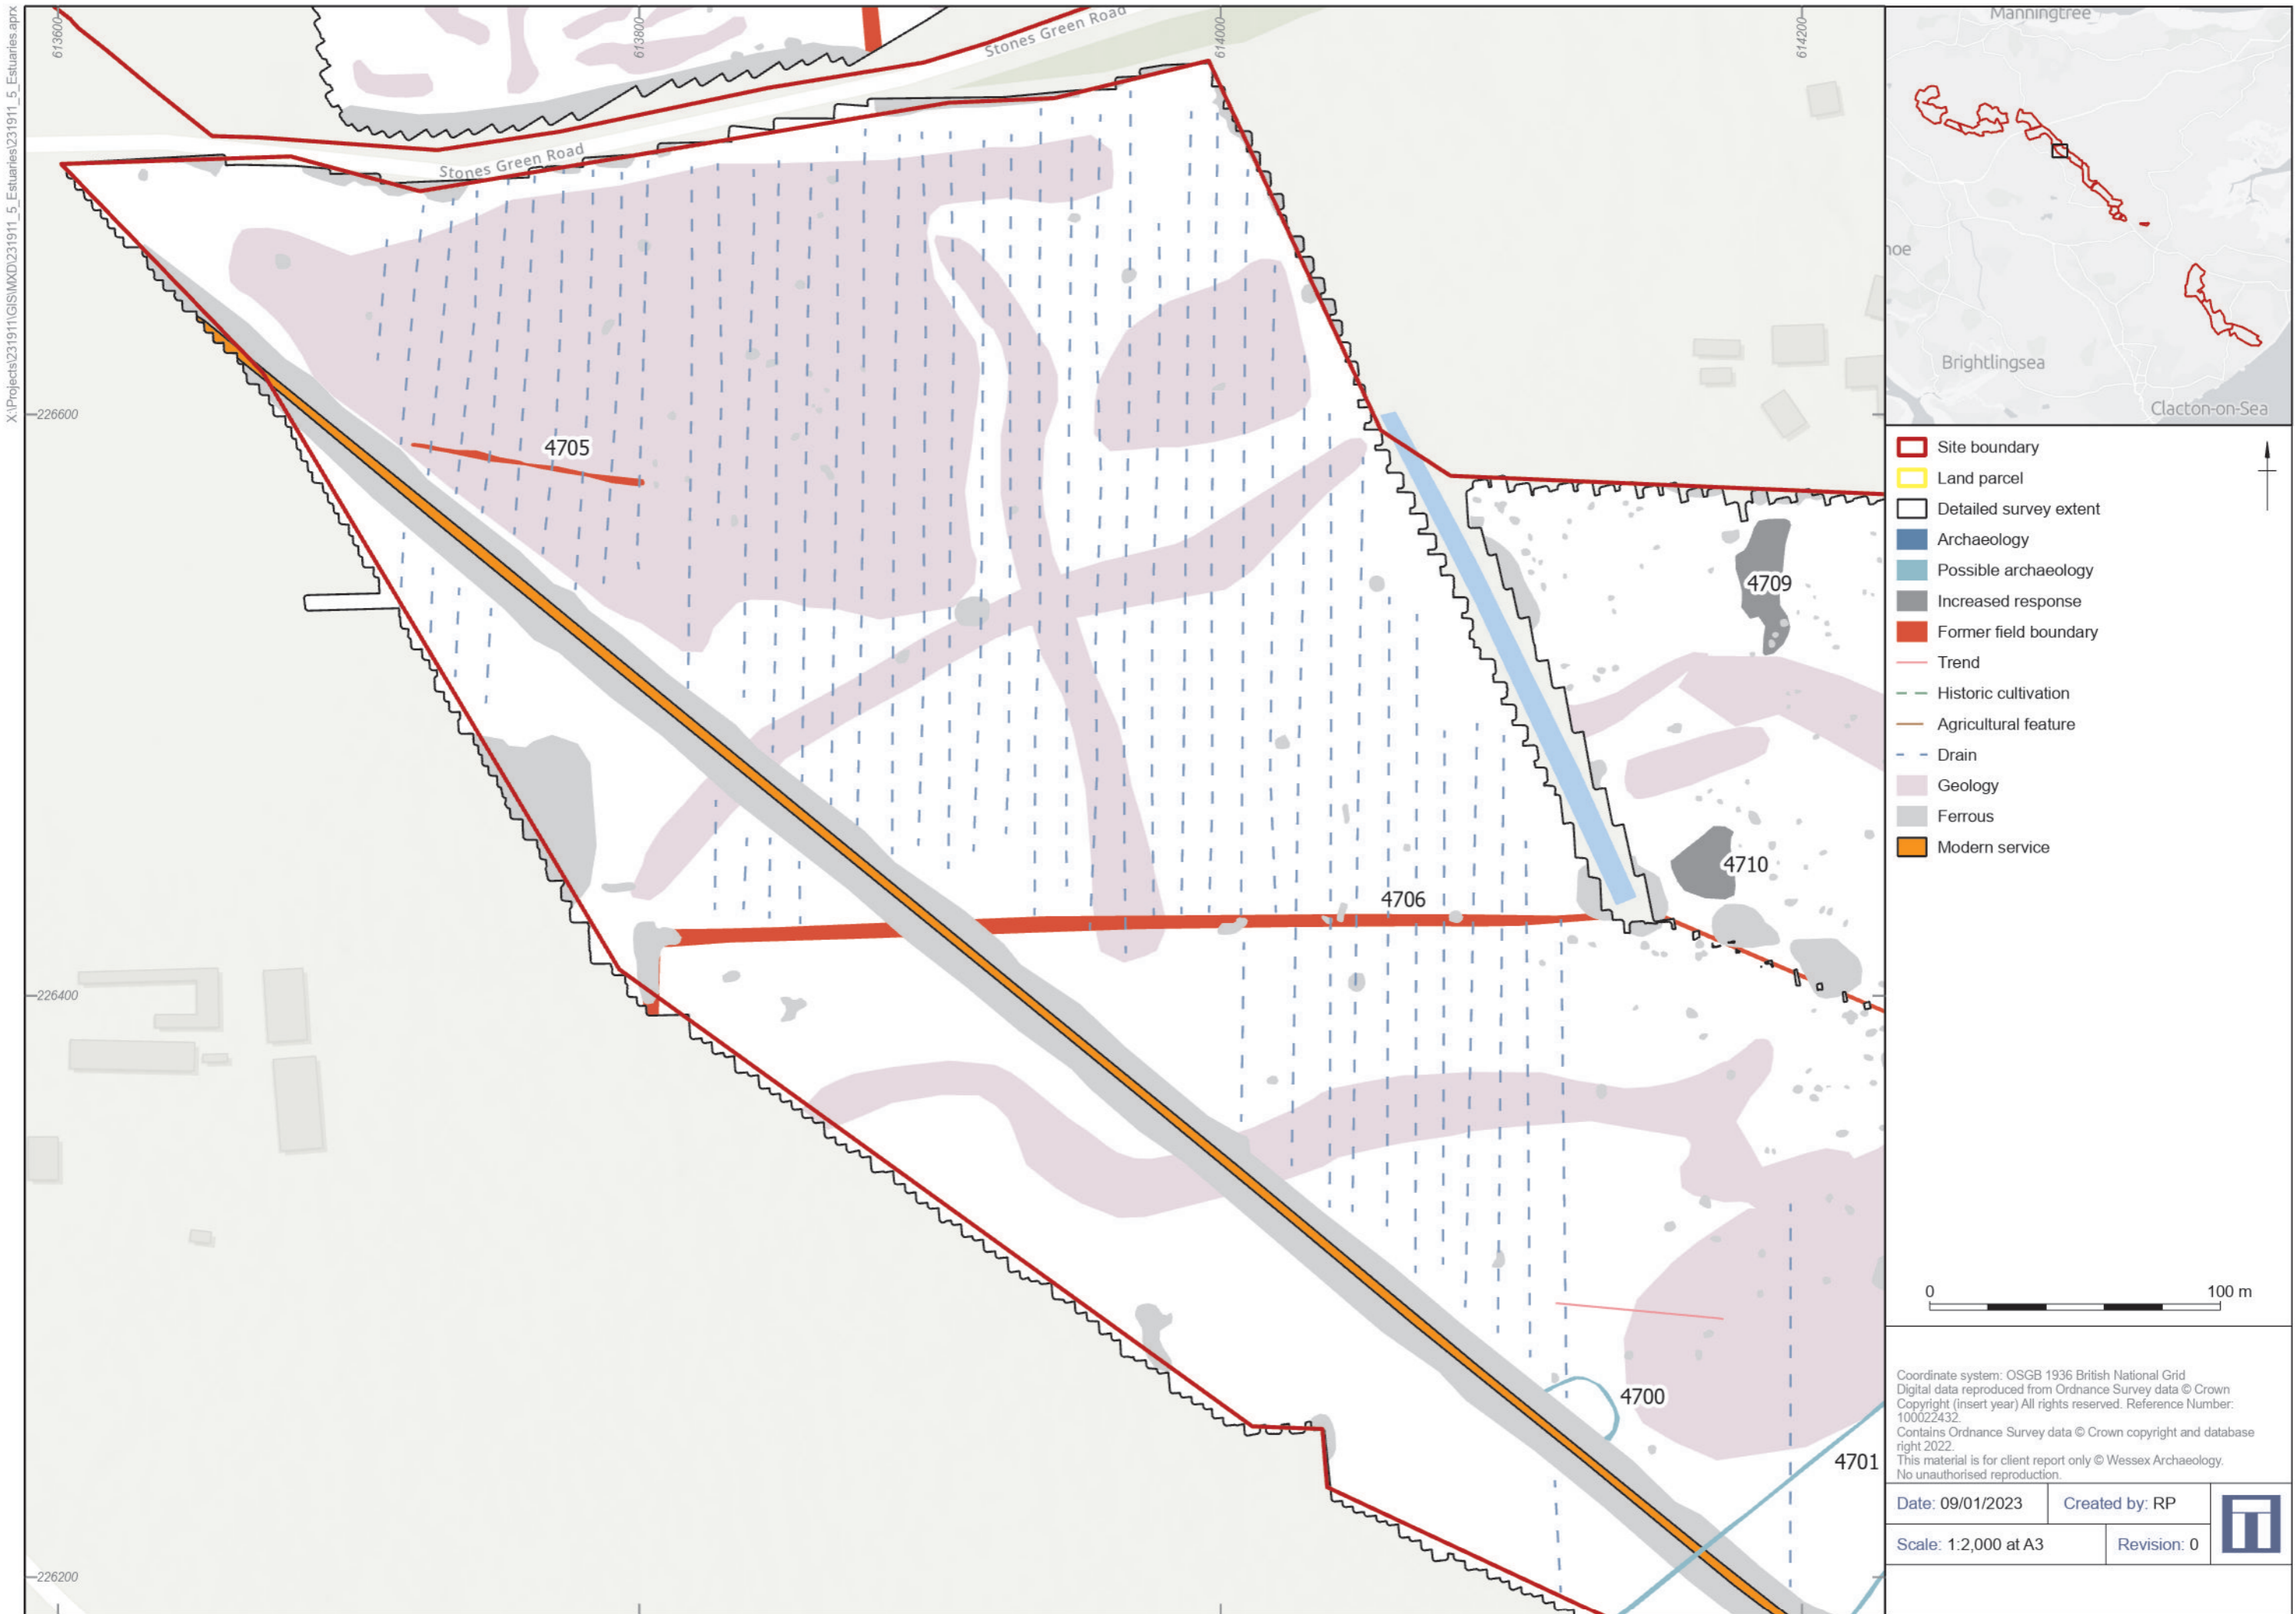 X:\Projects\231911\GIS\MXD\231911_5_Estuaries\231911_5_Estuaries.aprx
613600
613800
614000
614200
Stones Green Road
Stones Green Road
226600
226400
226200
4705
4706
4709
4710
4700
4701
Manningtree
hoe
Brightlingsea
Clacton-on-Sea
Site boundary
Land parcel
Detailed survey extent
Archaeology
Possible archaeology
Increased response
Former field boundary
Trend
Historic cultivation
Agricultural feature
Drain
Geology
Ferrous
Modern service
0 100 m
Coordinate system: OSGB 1936 British National Grid
Digital data reproduced from Ordnance Survey data © Crown
Copyright (insert year) All rights reserved. Reference Number:
100022432.
Contains Ordnance Survey data © Crown copyright and database
right 2022.
This material is for client report only © Wessex Archaeology.
No unauthorised reproduction.
Date: 09/01/2023 Created by: RP
Scale: 1:2,000 at A3 Revision: 0